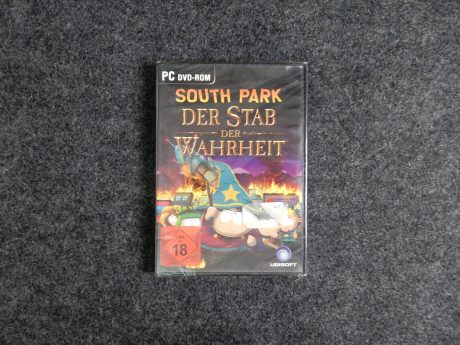 PC DVD-ROM
SOUTH PARK
DER STAB
DER
WAHRHEIT
18
UBISOFT